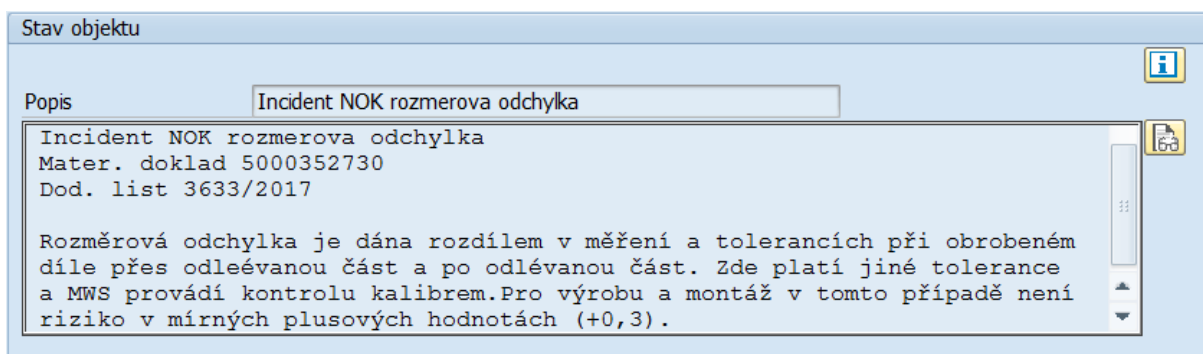 Stav objektu
Popis Incident NOK rozmerova odchylka
Incident NOK rozmerova odchylka
Mater. doklad 5000352730
Dod. list 3633/2017
Rozměrová odchylka je dána rozdílem v měření a tolerancích při obrobeném
díle přes odleévanou část a po odlévanou část. Zde platí jiné tolerance
a MWS provádí kontrolu kalibrem.Pro výrobu a montáž v tomto případě není
riziko v mírných plusových hodnotách (+0,3).